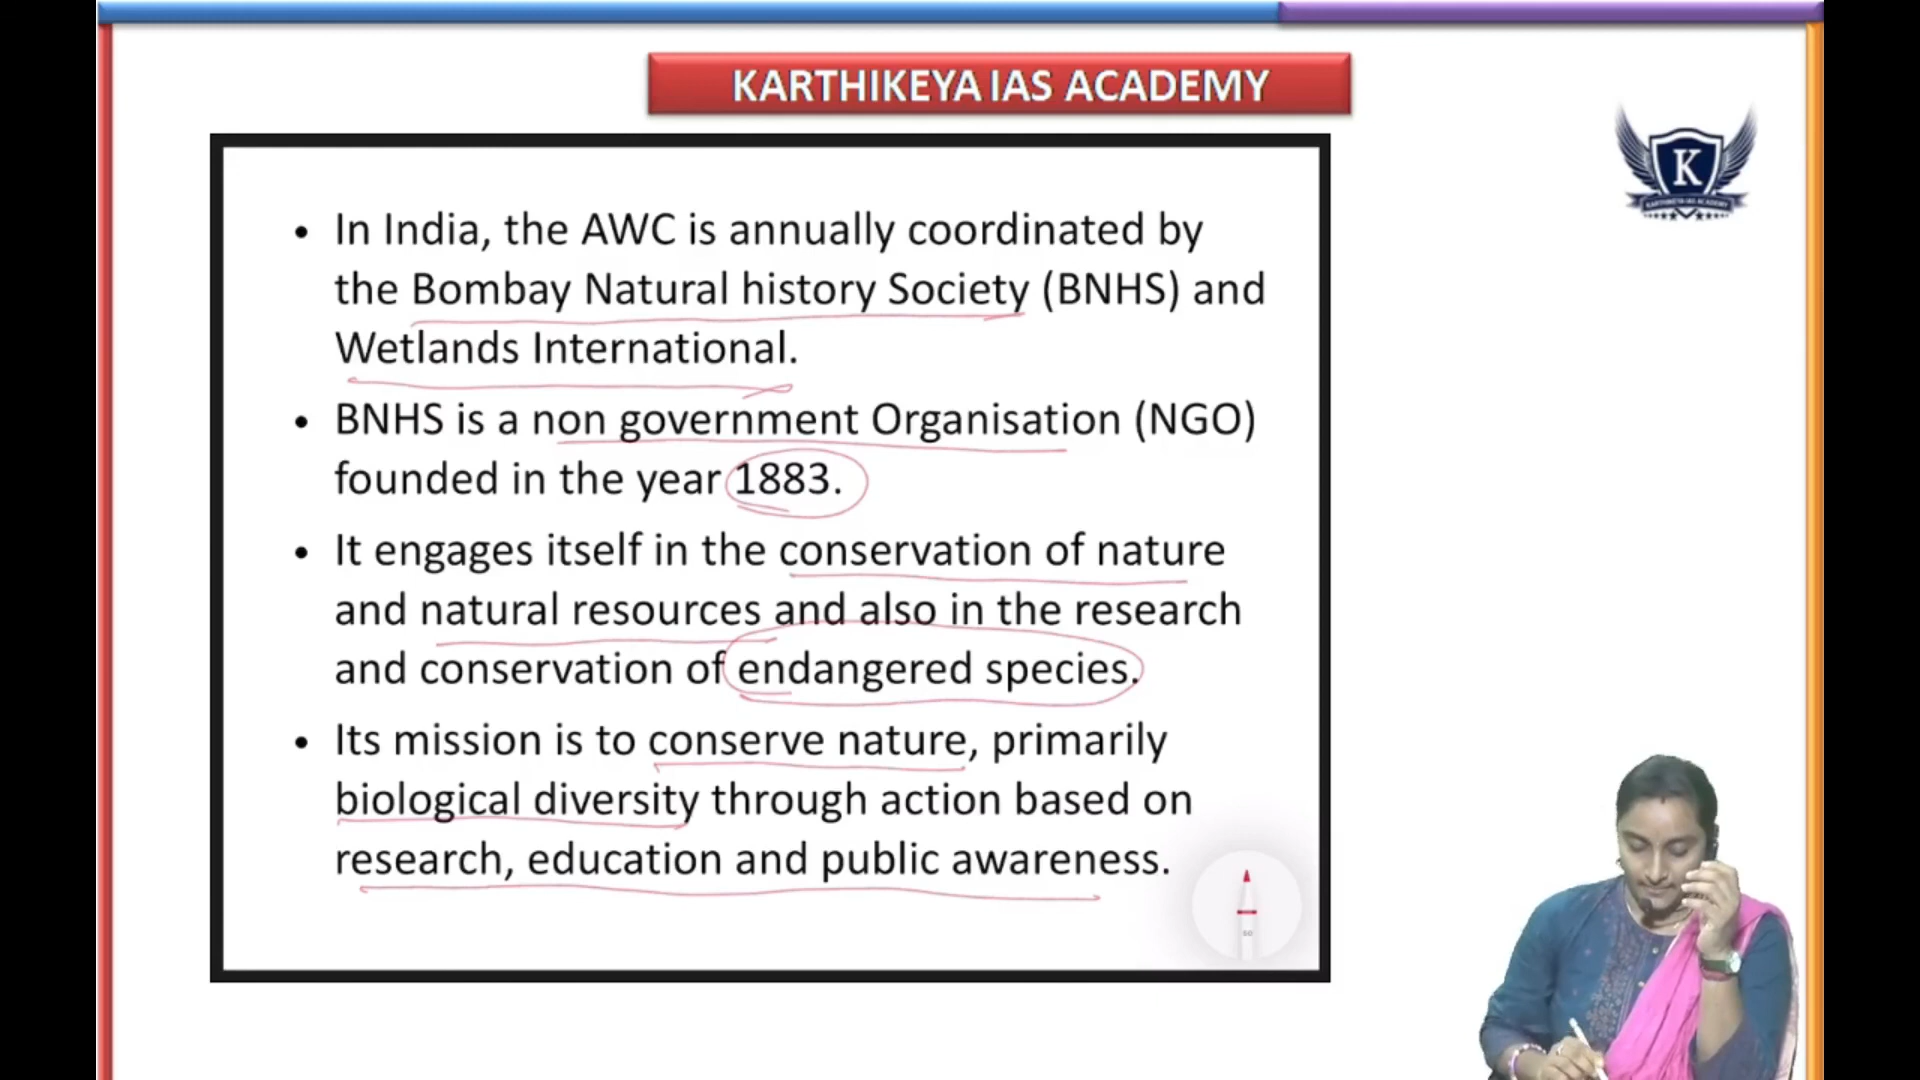 KARTHIKEYA IAS ACADEMY
K
KARTHIKEYA IAS ACADEMY
• In India, the AWC is annually coordinated by
the Bombay Natural history Society (BNHS) and
Wetlands International.
• BNHS is a non government Organisation (NGO)
founded in the year 1883.
• It engages itself in the conservation of nature
and natural resources and also in the research
and conservation of endangered species.
• Its mission is to conserve nature, primarily
biological diversity through action based on
research, education and public awareness.